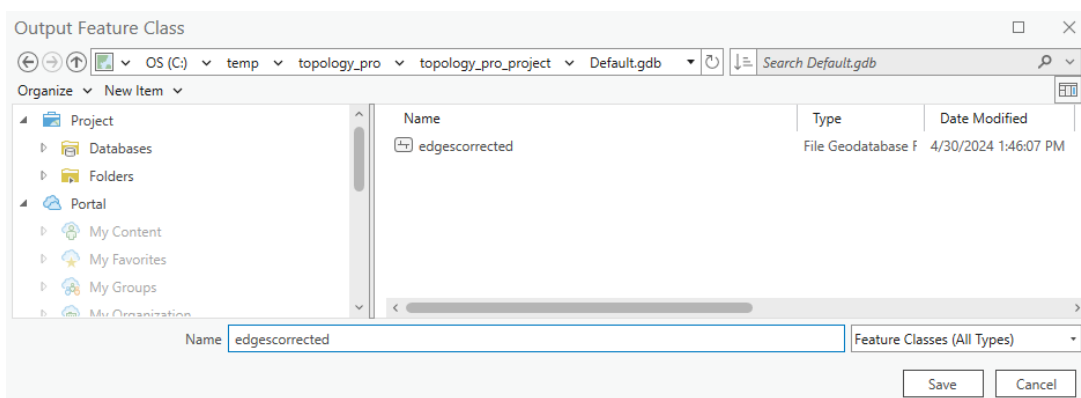 Output Feature Class
OS (C:) temp topology_pro topology_pro_project Default.gdb Search Default.gdb
Organize New Item
Project
Databases
Folders
Portal
My Content
My Favorites
My Groups
My Organization
Name Type Date Modified
edgescorrected File Geodatabase F 4/30/2024 1:46:07 PM
Name edgescorrected Feature Classes (All Types)
Save Cancel